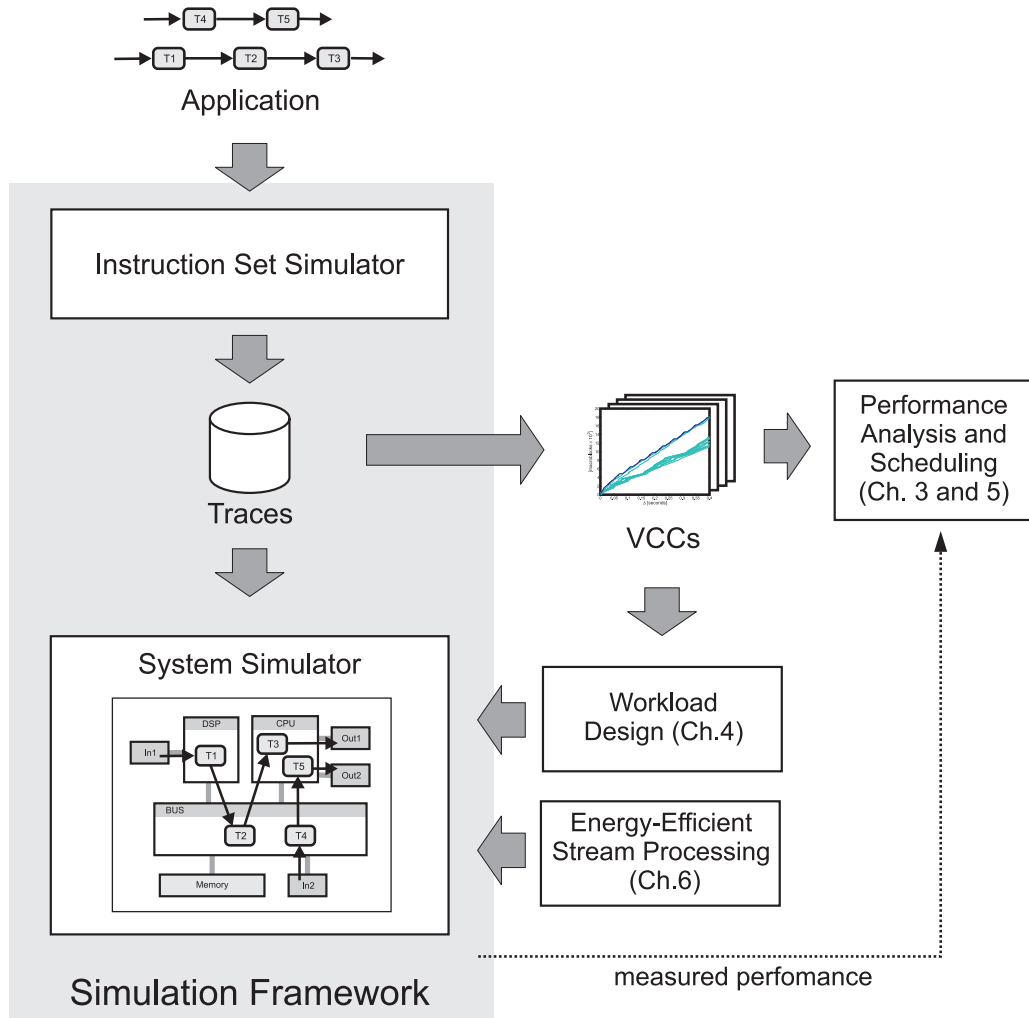 T4 T5
T1 T2 T3
Application
Instruction Set Simulator
Traces
VCCs
Performance
Analysis and
Scheduling
(Ch. 3 and 5)
System Simulator
DSP CPU
In1 T1 T3 Out1
T5 Out2
BUS
T2 T4
Memory In2
Workload
Design (Ch.4)
Energy-Efficient
Stream Processing
(Ch.6)
measured perfomance
Simulation Framework